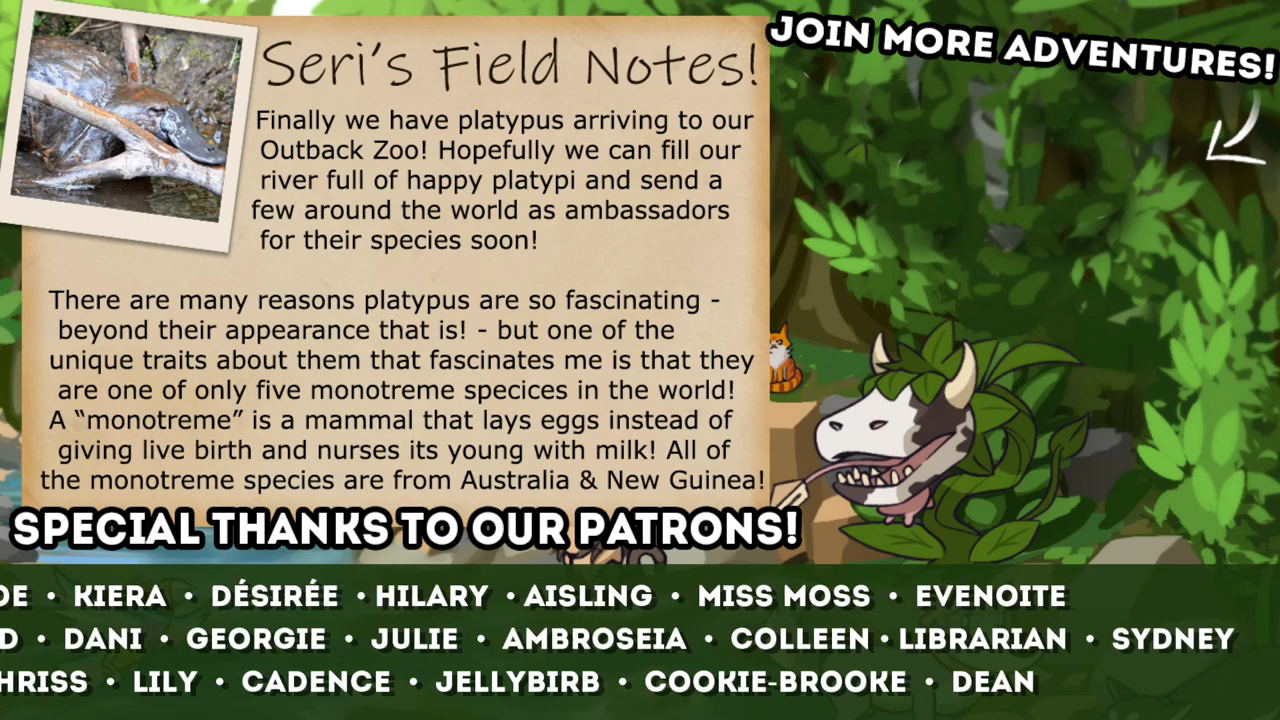 Seri's Field Notes!
JOIN MORE ADVENTURES!
Finally we have platypus arriving to our
Outback Zoo! Hopefully we can fill our
river full of happy platypi and send a
few around the world as ambassadors
for their species soon!
There are many reasons platypus are so fascinating -
beyond their appearance that is! - but one of the
unique traits about them that fascinates me is that they
are one of only five monotreme specices in the world!
A “monotreme” is a mammal that lays eggs instead of
giving live birth and nurses its young with milk! All of
the monotreme species are from Australia & New Guinea!
SPECIAL THANKS TO OUR PATRONS!
DE • KIERA • DÉSIRÉE • HILARY • AISLING • MISS MOSS • EVENOITE
D • DANI • GEORGIE • JULIE • AMBROSEIA • COLLEEN • LIBRARIAN • SYDNEY
HRISS • LILY • CADENCE • JELLYBIRB • COOKIE-BROOKE • DEAN